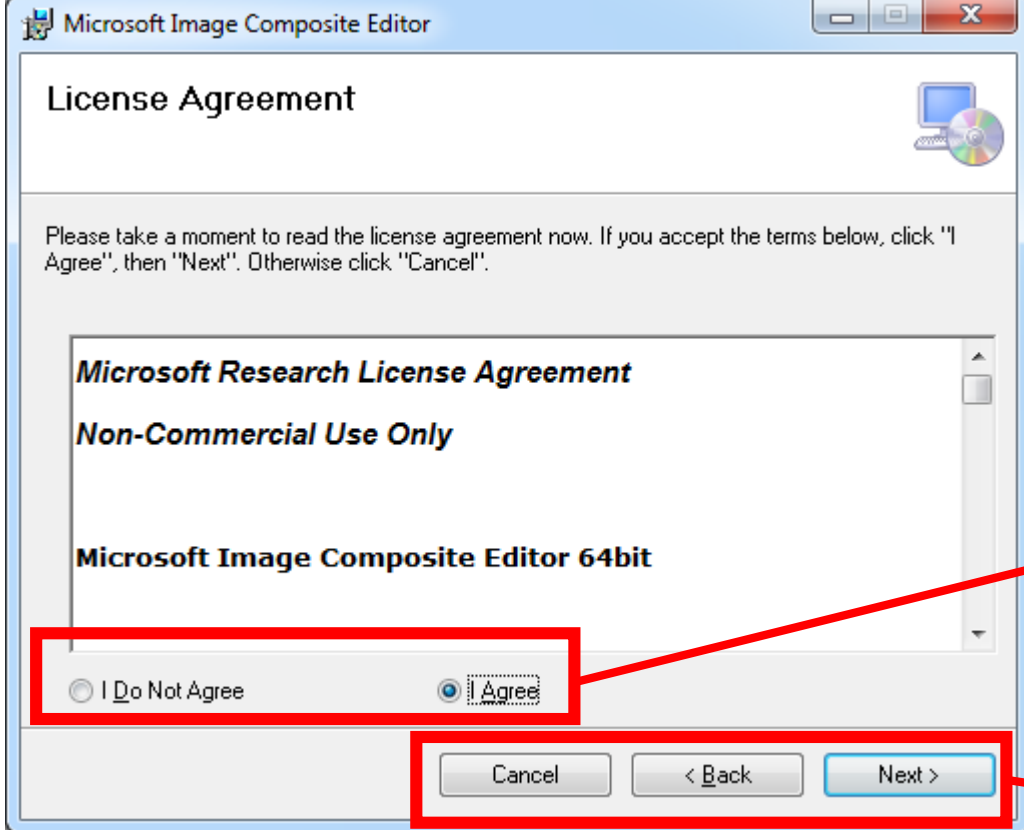 Microsoft Image Composite Editor
License Agreement
Please take a moment to read the license agreement now. If you accept the terms below, click "I
Agree", then "Next". Otherwise click "Cancel".
Microsoft Research License Agreement
Non-Commercial Use Only
Microsoft Image Composite Editor 64bit
I Do Not Agree
I Agree
Cancel
< Back
Next >